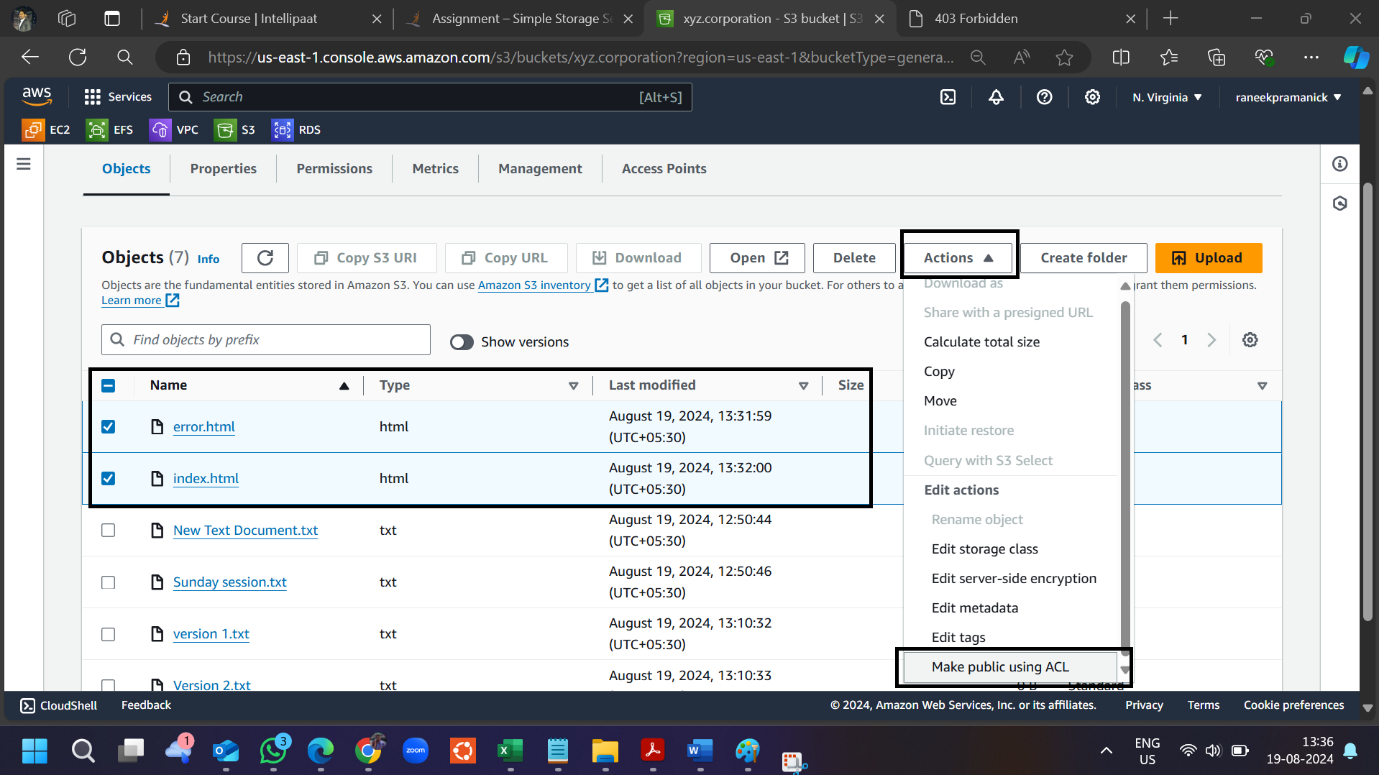 Start Course | Intellipaat
Assignment – Simple Storage Se
xyz.corporation - S3 bucket | S3
403 Forbidden
https://us-east-1.console.aws.amazon.com/s3/buckets/xyz.corporation?region=us-east-1&bucketType=genera...
aws
Services
Search
[Alt+S]
N. Virginia
raneekpramanick
EC2
EFS
VPC
S3
RDS
Objects
Properties
Permissions
Metrics
Management
Access Points
Objects (7) Info
Copy S3 URI
Copy URL
Download
Open
Delete
Actions
Create folder
Upload
Objects are the fundamental entities stored in Amazon S3. You can use Amazon S3 inventory to get a list of all objects in your bucket. For others to a
rant them permissions.
Learn more
Find objects by prefix
Show versions
1
Name
Type
Last modified
Size
ass
error.html
html
August 19, 2024, 13:31:59
(UTC+05:30)
index.html
html
August 19, 2024, 13:32:00
(UTC+05:30)
New Text Document.txt
txt
August 19, 2024, 12:50:44
(UTC+05:30)
Sunday session.txt
txt
August 19, 2024, 12:50:46
(UTC+05:30)
version 1.txt
txt
August 19, 2024, 13:10:32
(UTC+05:30)
Version 2.txt
txt
August 19, 2024, 13:10:33
Standard
Download as
Share with a presigned URL
Calculate total size
Copy
Move
Initiate restore
Query with S3 Select
Edit actions
Rename object
Edit storage class
Edit server-side encryption
Edit metadata
Edit tags
Make public using ACL
CloudShell
Feedback
© 2024, Amazon Web Services, Inc. or its affiliates.
Privacy
Terms
Cookie preferences
1
3
zoom
ENG
US
13:36
19-08-2024